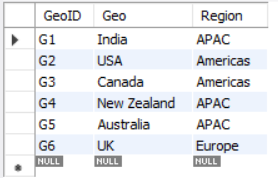 GeoID Geo Region
G1 India APAC
G2 USA Americas
G3 Canada Americas
G4 New Zealand APAC
G5 Australia APAC
G6 UK Europe
NULL NULL NULL